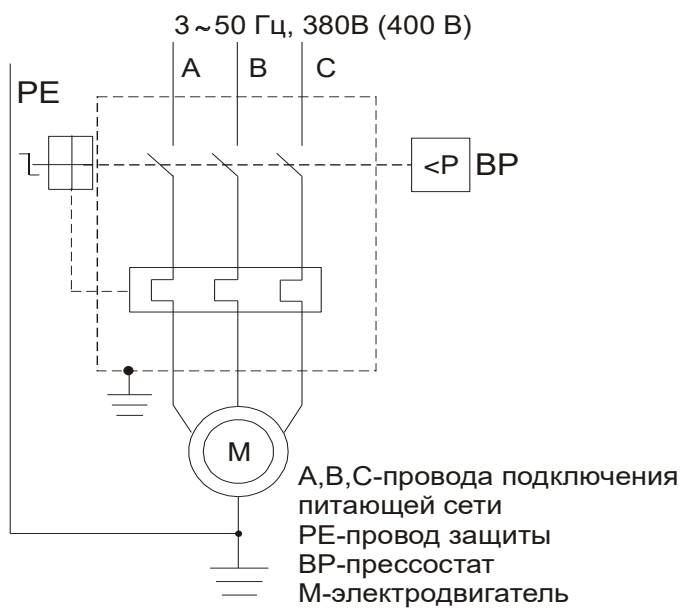 3~50 Гц, 380В (400 В)
A B C
PE
<P BP
M
A,B,C-провода подключения
питающей сети
PE-провод защиты
BP-прессостат
M-электродвигатель